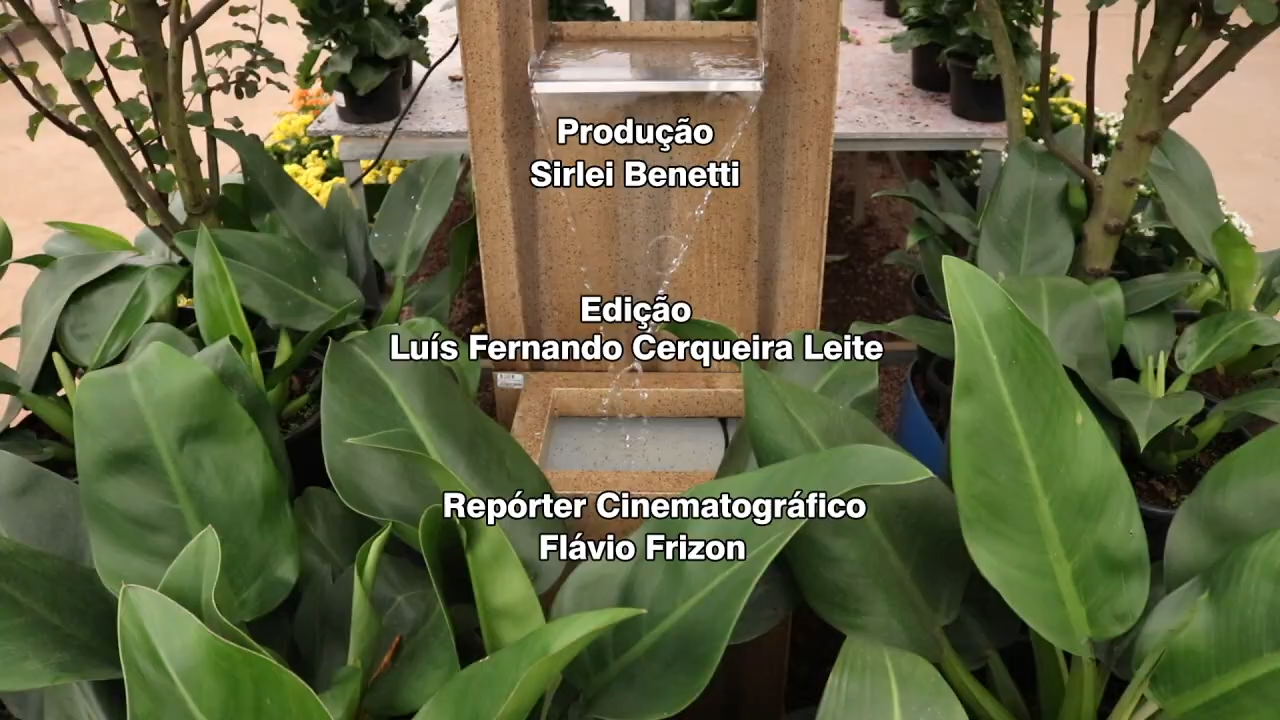 Produção
Sirlei Benetti
Edição
Luís Fernando Cerqueira Leite
Repórter Cinematográfico
Flávio Frizon